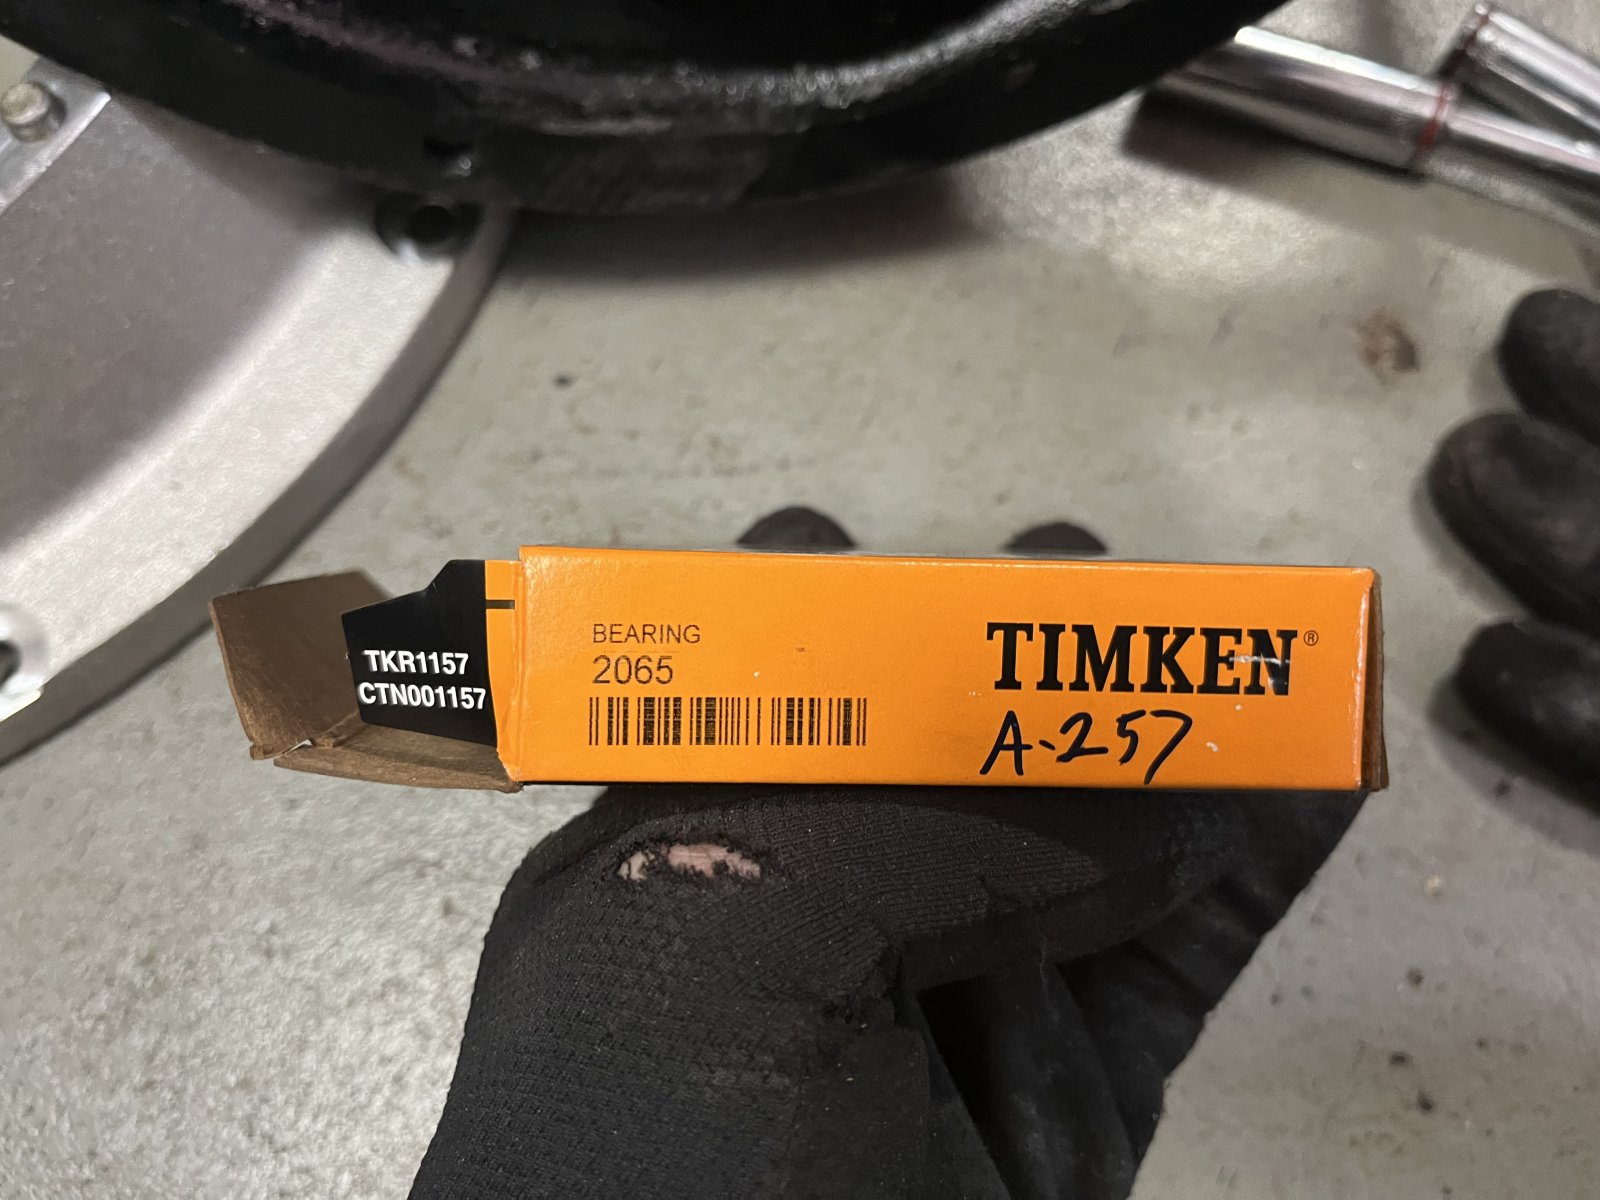 TKR1157
CTN001157
BEARING
2065
TIMKEN®
A-257